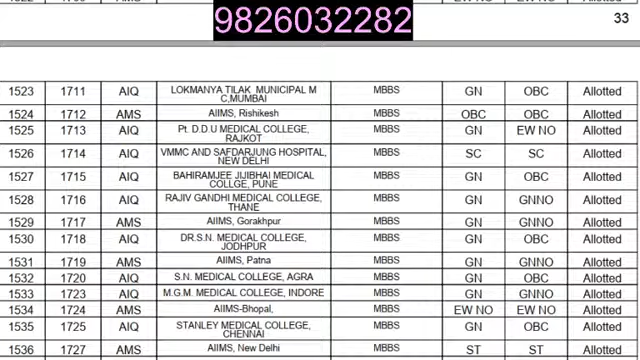 9826032282
33
1523 1711 AIQ LOKMANYA TILAK MUNICIPAL M C,MUMBAI MBBS GN OBC Allotted
1524 1712 AMS AIIMS, Rishikesh MBBS OBC OBC Allotted
1525 1713 AIQ Pt. D.D.U MEDICAL COLLEGE, RAJKOT MBBS GN EW NO Allotted
1526 1714 AIQ VMMC AND SAFDARJUNG HOSPITAL, NEW DELHI MBBS SC SC Allotted
1527 1715 AIQ BAHIRAMJEE JIJIBHAI MEDICAL COLLGE, PUNE MBBS GN OBC Allotted
1528 1716 AIQ RAJIV GANDHI MEDICAL COLLEGE, THANE MBBS GN GNNO Allotted
1529 1717 AMS AIIMS, Gorakhpur MBBS GN GNNO Allotted
1530 1718 AIQ DR.S.N. MEDICAL COLLEGE, JODHPUR MBBS GN OBC Allotted
1531 1719 AMS AIIMS, Patna MBBS GN GNNO Allotted
1532 1720 AIQ S.N. MEDICAL COLLEGE, AGRA MBBS GN OBC Allotted
1533 1723 AIQ M.G.M. MEDICAL COLLEGE, INDORE MBBS GN GNNO Allotted
1534 1724 AMS AIIMS-Bhopal, MBBS EW NO EW NO Allotted
1535 1725 AIQ STANLEY MEDICAL COLLEGE, CHENNAI MBBS GN OBC Allotted
1536 1727 AMS AIIMS, New Delhi MBBS ST ST Allotted